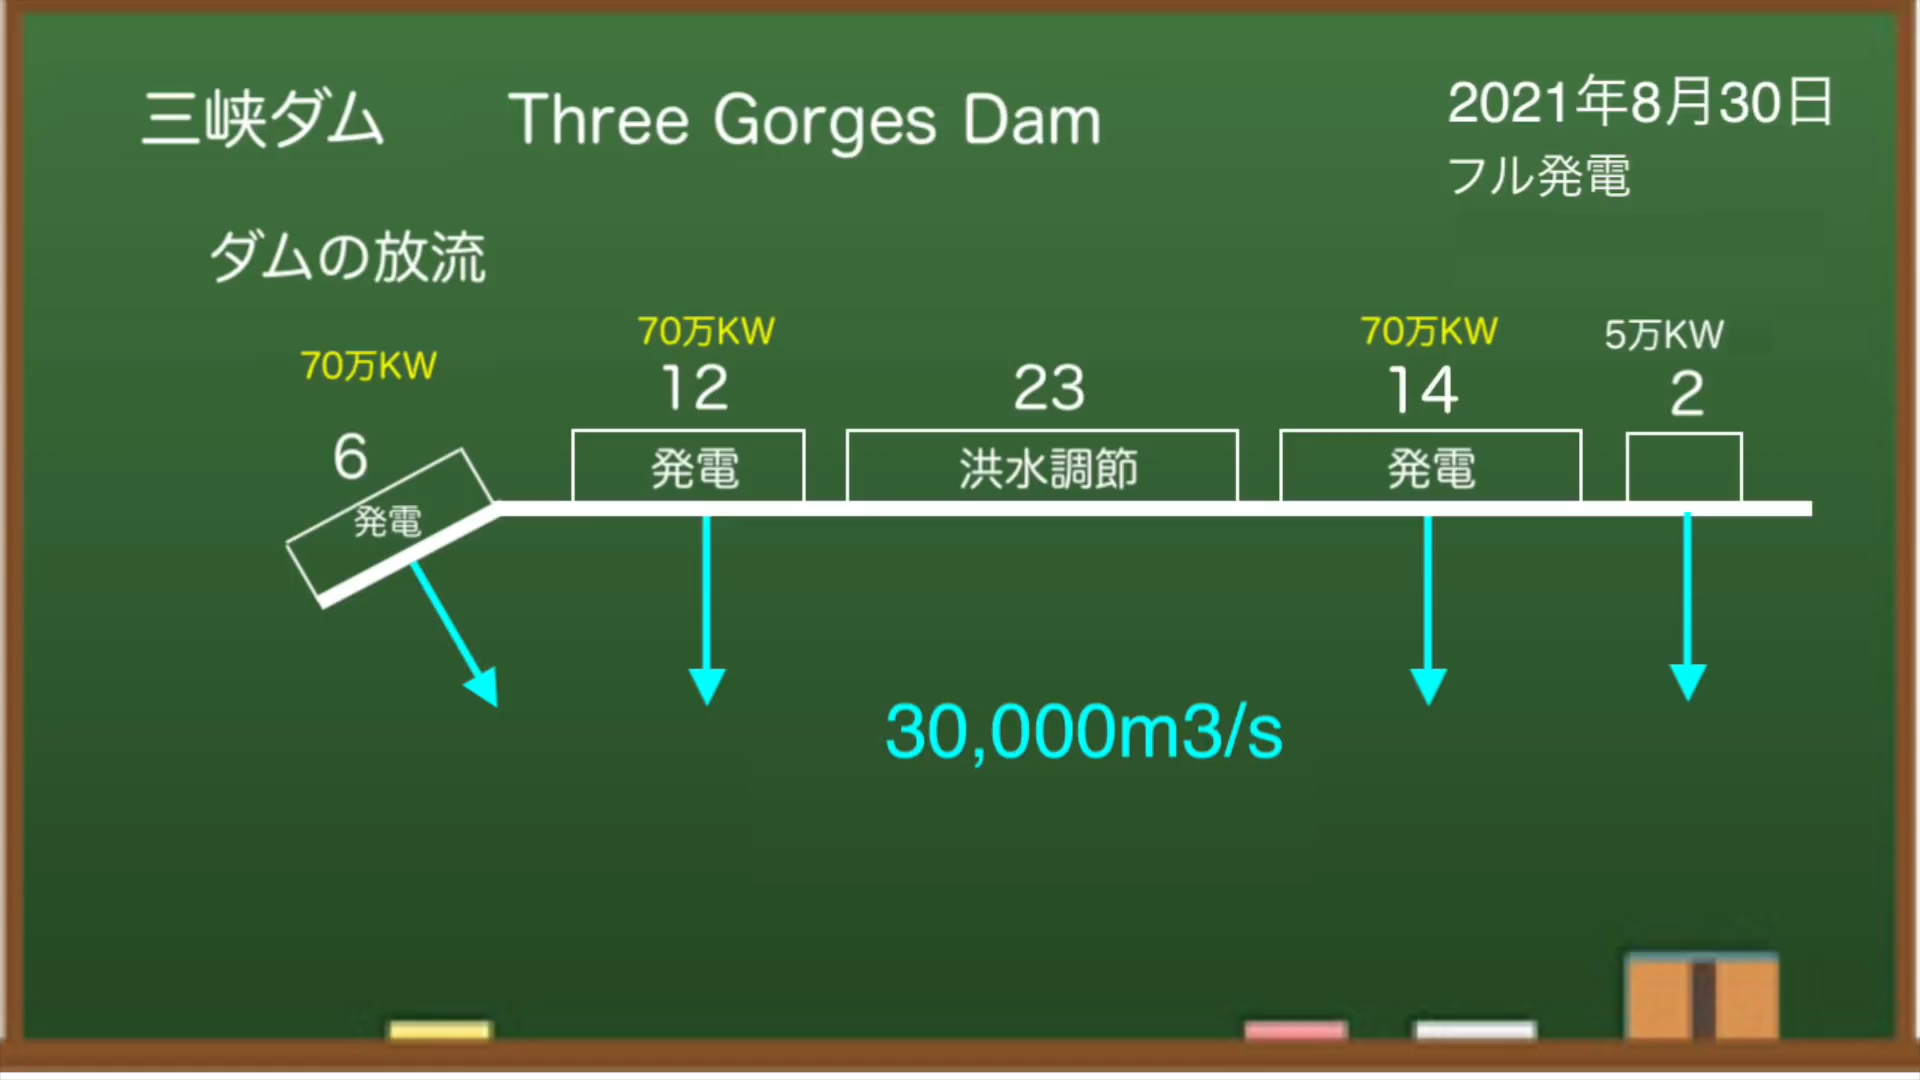 三峡ダム Three Gorges Dam
2021年8月30日
フル発電
ダムの放流
70万KW
70万KW
70万KW
5万KW
6
12
23
14
2
発電
発電
洪水調節
発電
30,000m3/s